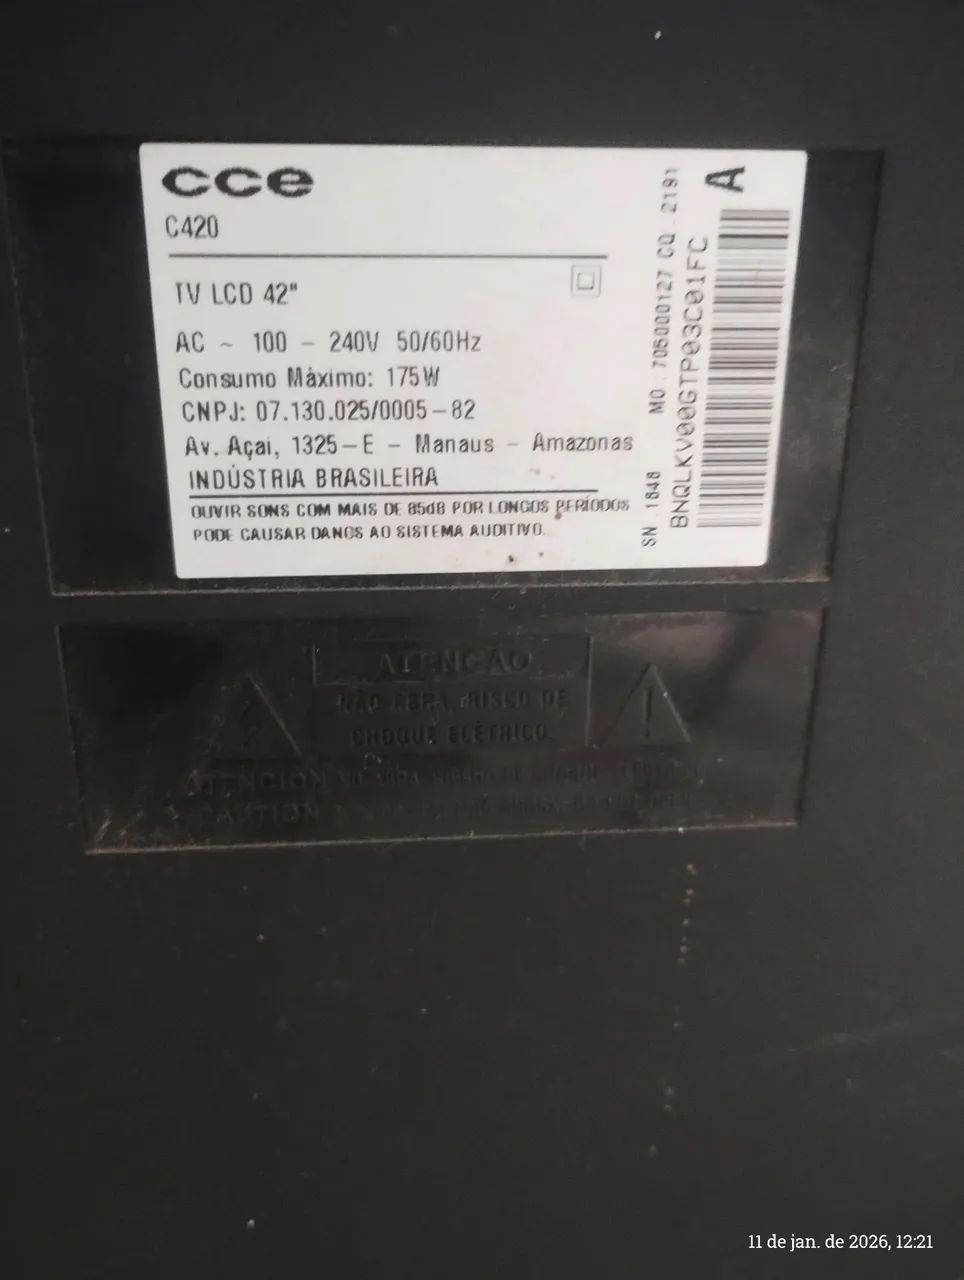 cce
C420
TV LCD 42"
AC ~ 100 - 240V 50/60Hz
Consumo Máximo: 175W
CNPJ: 07.130.025/0005-82
Av. Açai, 1325-E - Manaus - Amazonas
INDÚSTRIA BRASILEIRA
OUVIR SONS COM MAIS DE 85dB POR LONGOS PERÍODOS
PODE CAUSAR DANOS AO SISTEMA AUDITIVO.
SN.1848 MO.705000127 CQ.2191
BNQLKV00GTP03C01FC
A
ATENÇÃO
NÃO ABRA, RISCO DE
CHOQUE ELÉTRICO.
ATENCION NO ABRA
CAUTION
11 de jan. de 2026, 12:21